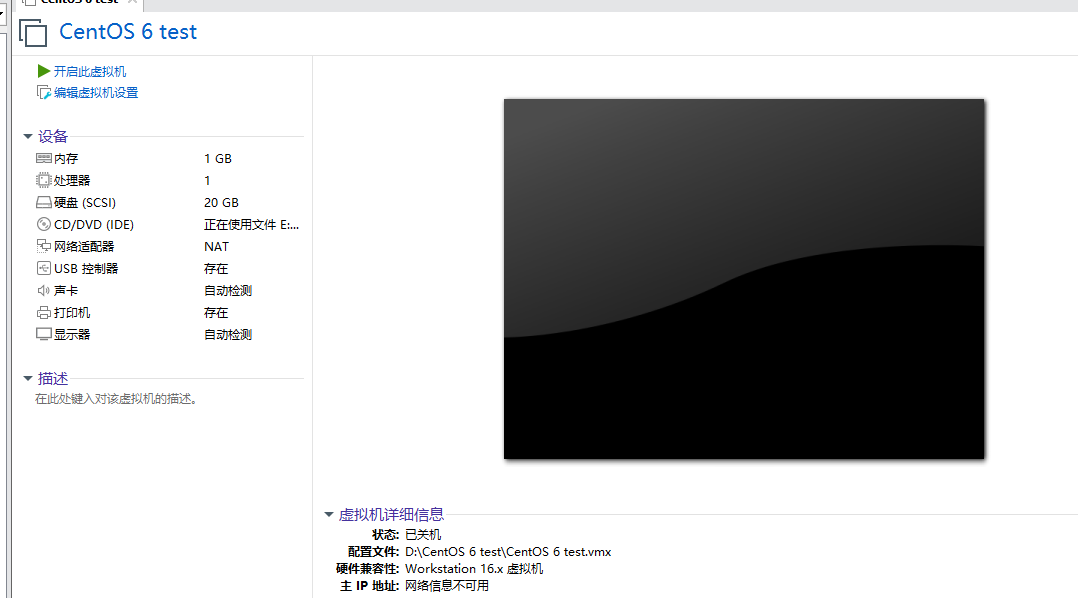 CentOS 6 test
CentOS 6 test
开启此虚拟机
编辑虚拟机设置
设备
内存 1 GB
处理器 1
硬盘 (SCSI) 20 GB
CD/DVD (IDE) 正在使用文件 E:...
网络适配器 NAT
USB 控制器 存在
声卡 自动检测
打印机 存在
显示器 自动检测
描述
在此处键入对该虚拟机的描述。
虚拟机详细信息
状态: 已关机
配置文件: D:\CentOS 6 test\CentOS 6 test.vmx
硬件兼容性: Workstation 16.x 虚拟机
主 IP 地址: 网络信息不可用